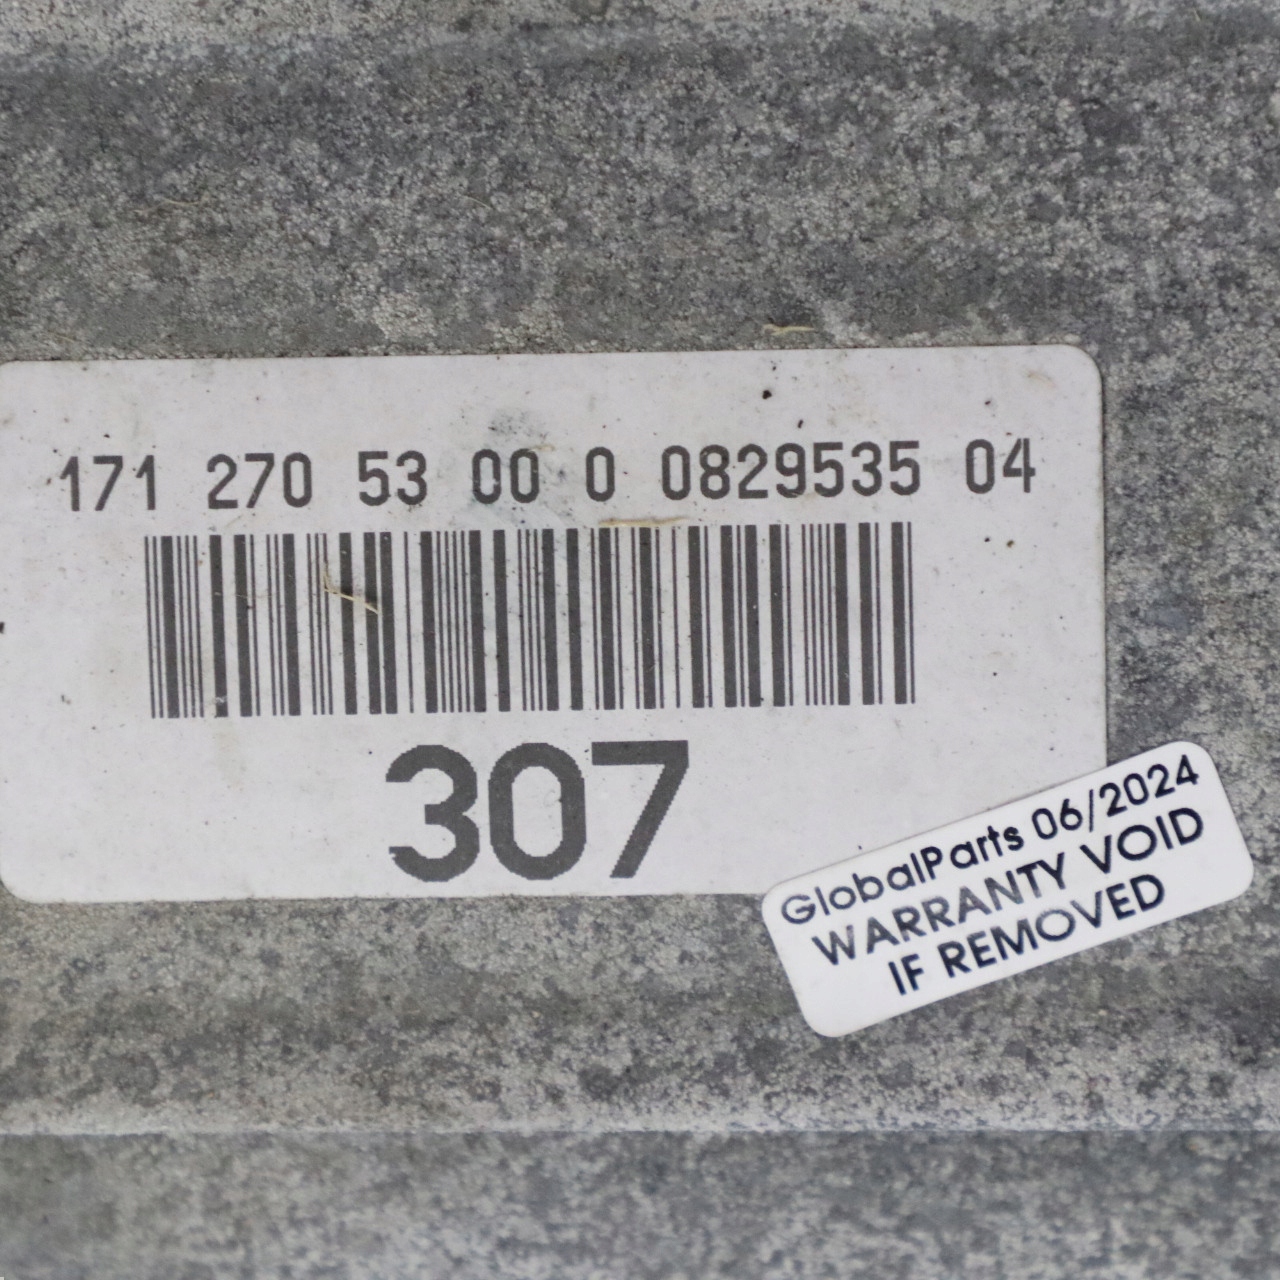 171 270 53 00 0 0829535 04
307
GlobalParts 06/2024
WARRANTY VOID
IF REMOVED